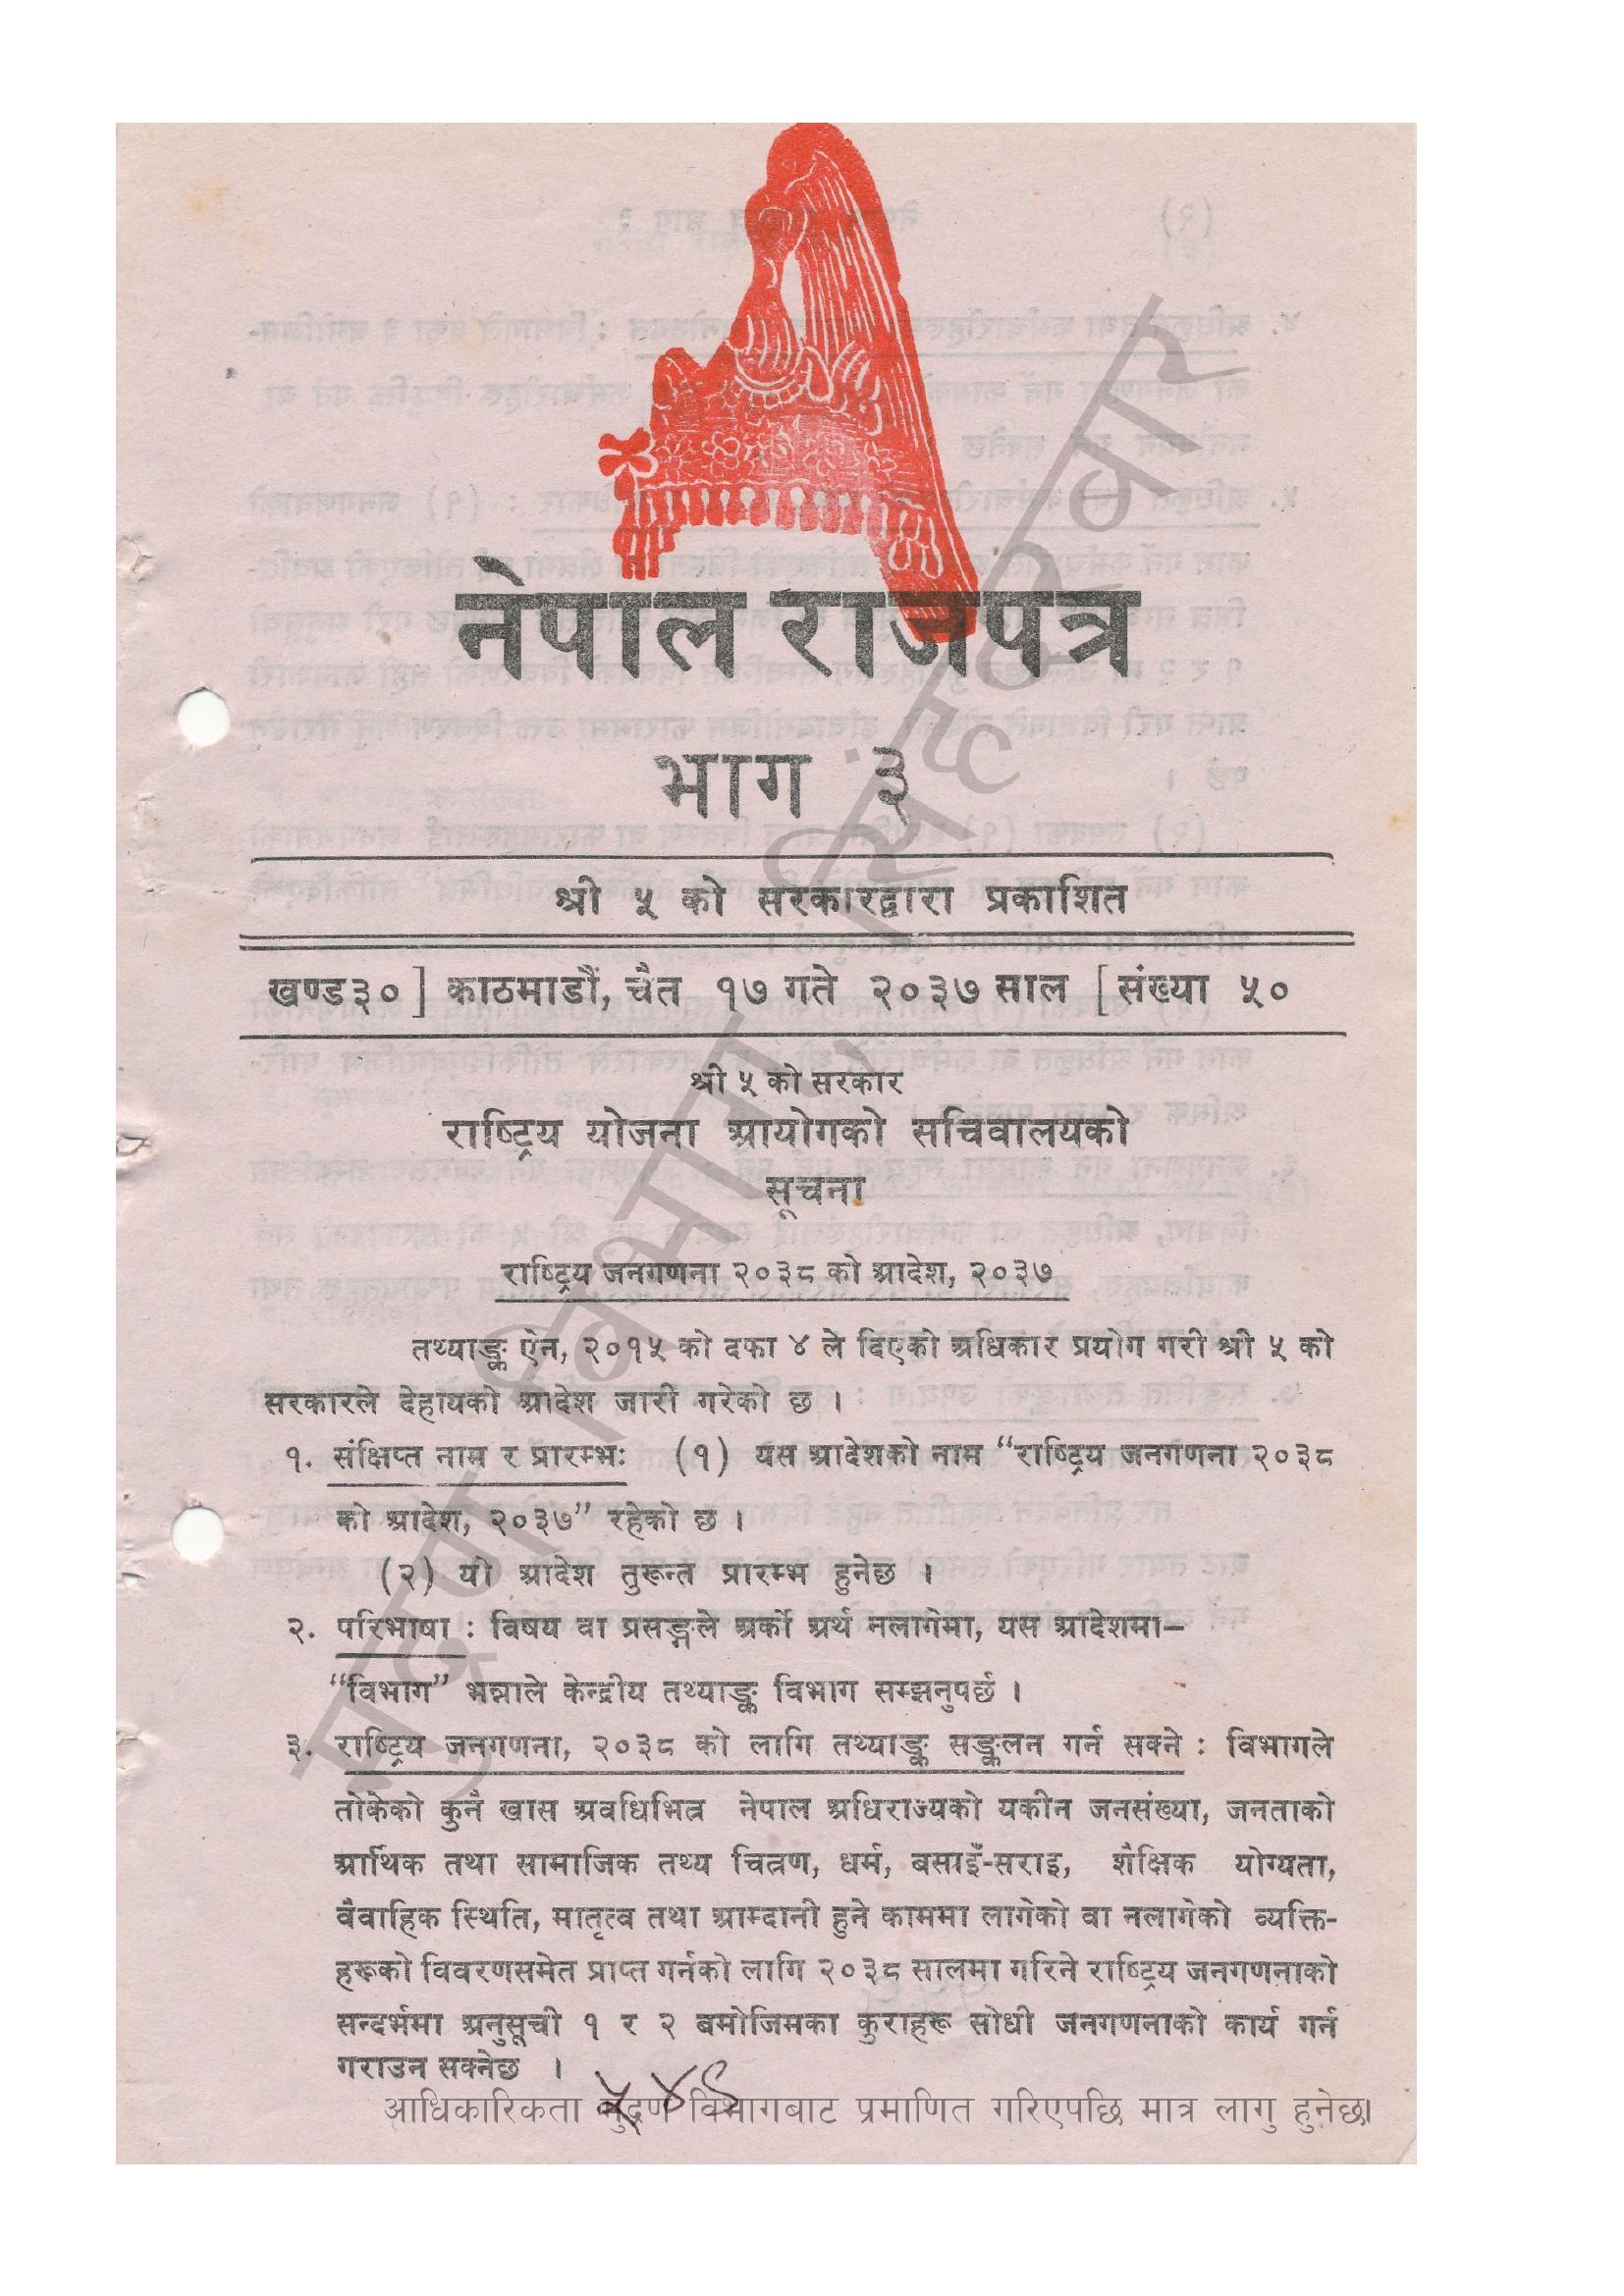 नेपाल राजपत्र
भाग ३
श्री ५ को सरकारद्वारा प्रकाशित
खण्ड३० ] काठमाडौं, चैत १७ गते २०३७ साल [ संख्या ५०
श्री ५ को सरकार
राष्ट्रिय योजना आयोगको सचिवालयको
सूचना
राष्ट्रिय जनगणना २०३८ को आदेश, २०३७
तथ्याङ्क ऐन, २०१५ को दफा ४ ले दिएको अधिकार प्रयोग गरी श्री ५ को
सरकारले देहायको आदेश जारी गरेको छ ।
१. संक्षिप्त नाम र प्रारम्भः (१) यस आदेशको नाम “राष्ट्रिय जनगणना २०३८
को आदेश, २०३७” रहेको छ ।
(२) यो आदेश तुरून्त प्रारम्भ हुनेछ ।
२. परिभाषा : विषय वा प्रसङ्गले अर्को अर्थ नलागेमा, यस आदेशमा–
“विभाग” भन्नाले केन्द्रीय तथ्याङ्क विभाग सम्झनुपर्छ ।
३. राष्ट्रिय जनगणना, २०३८ को लागि तथ्याङ्क सङ्कलन गर्न सक्ने : विभागले
तोकेको कुनै खास अवधिभित्र नेपाल अधिराज्यको यकीन जनसंख्या, जनताको
आर्थिक तथा सामाजिक तथ्य चित्रण, धर्म, बसाइँ-सराइ, शैक्षिक योग्यता,
वैवाहिक स्थिति, मातृत्व तथा आम्दानी हुने काममा लागेको वा नलागेको व्यक्ति-
हरूको विवरणसमेत प्राप्त गर्नको लागि २०३८ सालमा गरिने राष्ट्रिय जनगणनाको
सन्दर्भमा अनुसूची १ र २ बमोजिमका कुराहरू सोधी जनगणनाको कार्य गर्न
गराउन सक्नेछ ।
आधिकारिकता मुद्रण विभागबाट प्रमाणित गरिएपछि मात्र लागु हुनेछ।
मुद्रण विभाग, सिंहदरवार